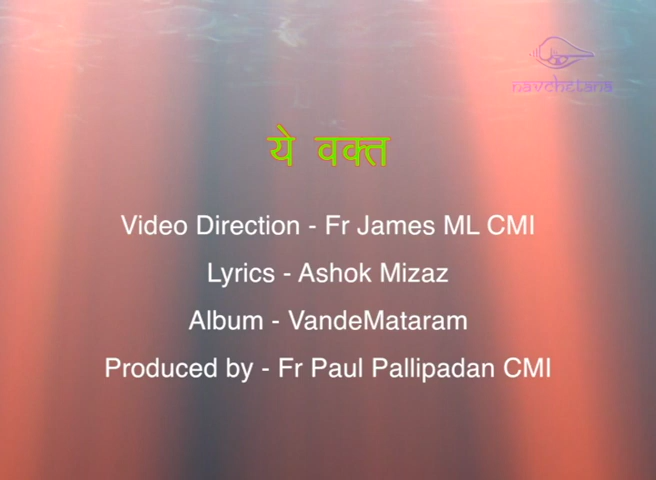 navchetana
ये वक्त
Video Direction - Fr James ML CMI
Lyrics - Ashok Mizaz
Album - VandeMataram
Produced by - Fr Paul Pallipadan CMI